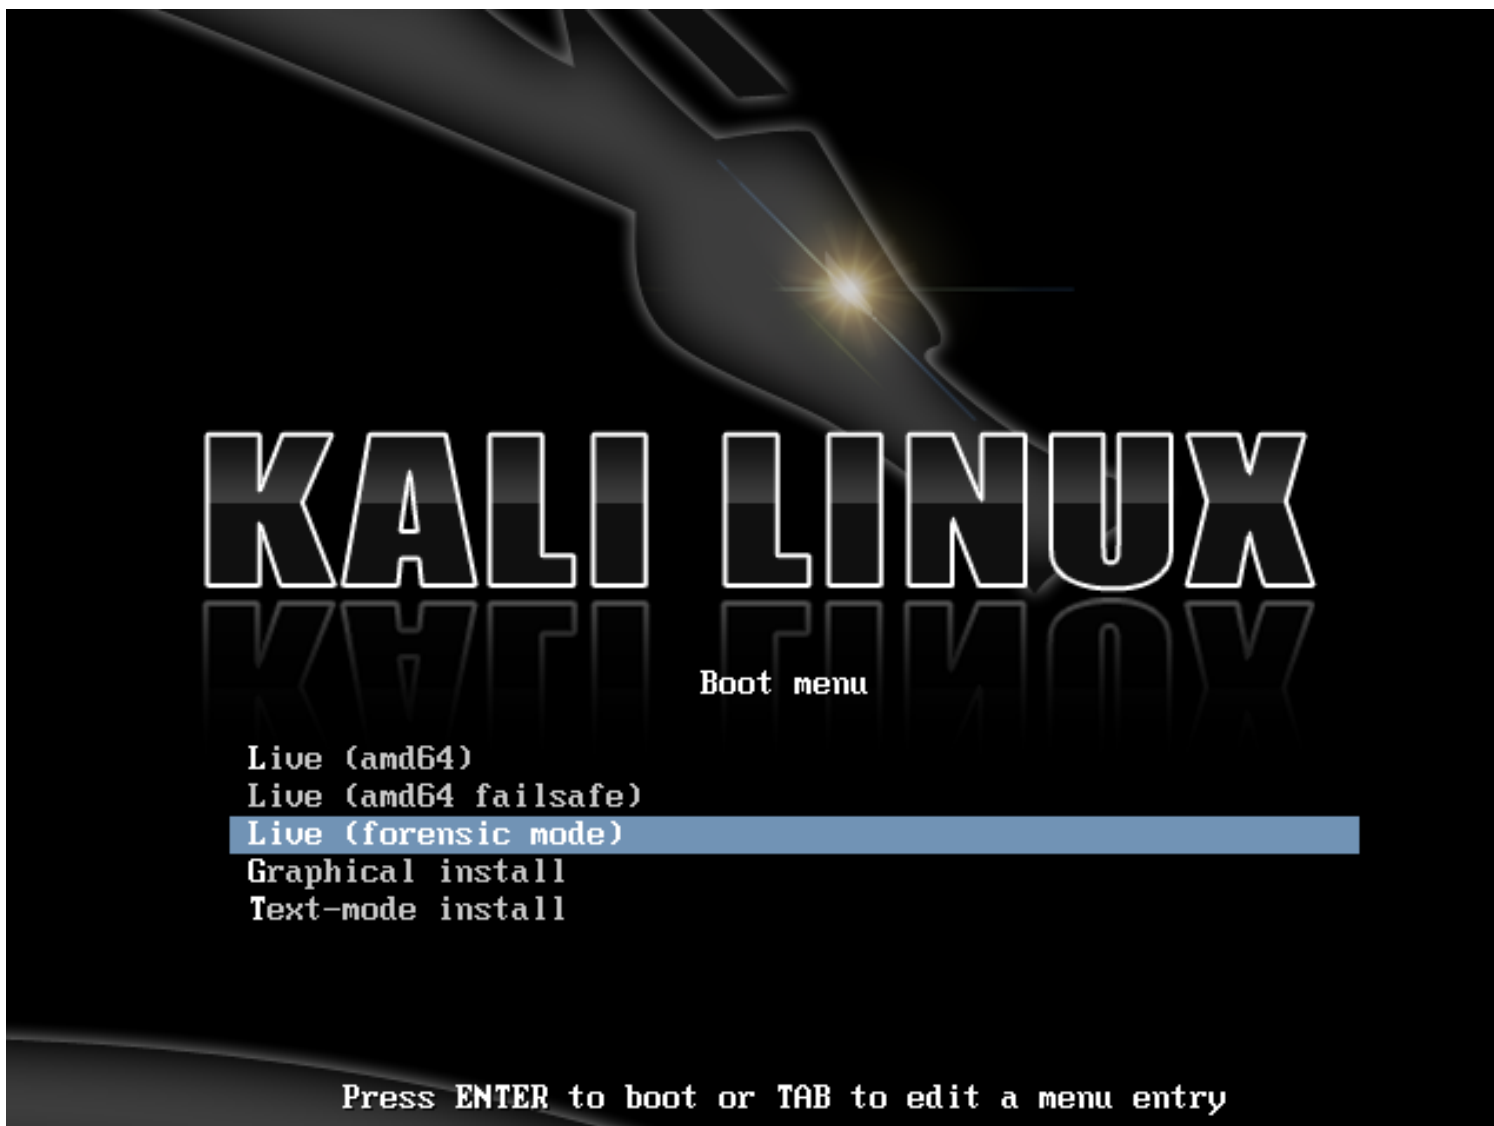 KALI LINUX
Boot menu
Live (amd64)
Live (amd64 failsafe)
Live (forensic mode)
Graphical install
Text-mode install
Press ENTER to boot or TAB to edit a menu entry